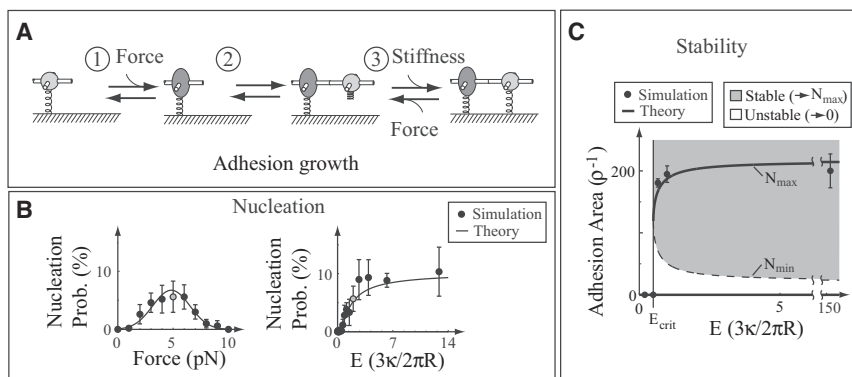 A
① Force ② ③ Stiffness
Force
Adhesion growth
B
Nucleation
Simulation
Theory
Nucleation
Prob. (%)
10
0
0 5 10
Force (pN)
Nucleation
Prob. (%)
10
0
0 7 14
E (3κ/2πR)
C
Stability
Simulation
Theory
Stable (→N_max)
Unstable (→0)
Adhesion Area (ρ⁻¹)
200
0
N_max
N_min
0 5 150
E_crit
E (3κ/2πR)